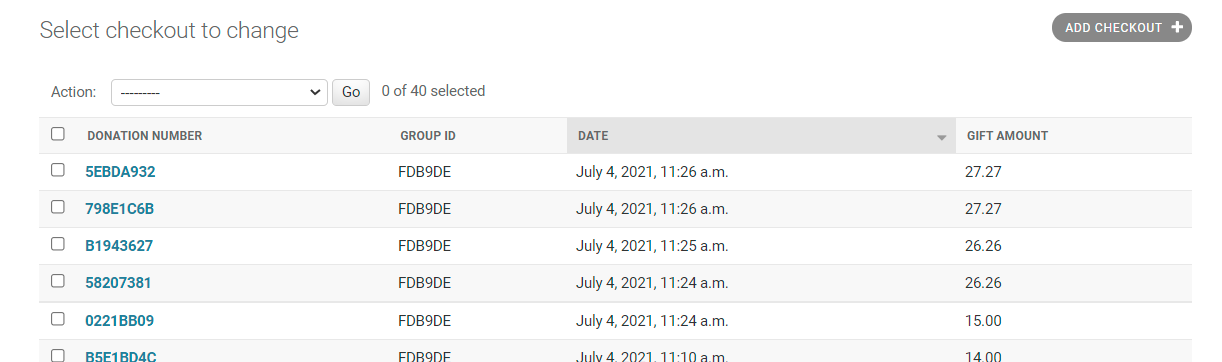 Select checkout to change
ADD CHECKOUT +
Action: --------- Go 0 of 40 selected
DONATION NUMBER GROUP ID DATE GIFT AMOUNT
5EBDA932 FDB9DE July 4, 2021, 11:26 a.m. 27.27
798E1C6B FDB9DE July 4, 2021, 11:26 a.m. 27.27
B1943627 FDB9DE July 4, 2021, 11:25 a.m. 26.26
58207381 FDB9DE July 4, 2021, 11:24 a.m. 26.26
0221BB09 FDB9DE July 4, 2021, 11:24 a.m. 15.00
B5E1BD4C FDB9DE July 4, 2021, 11:10 a.m. 14.00